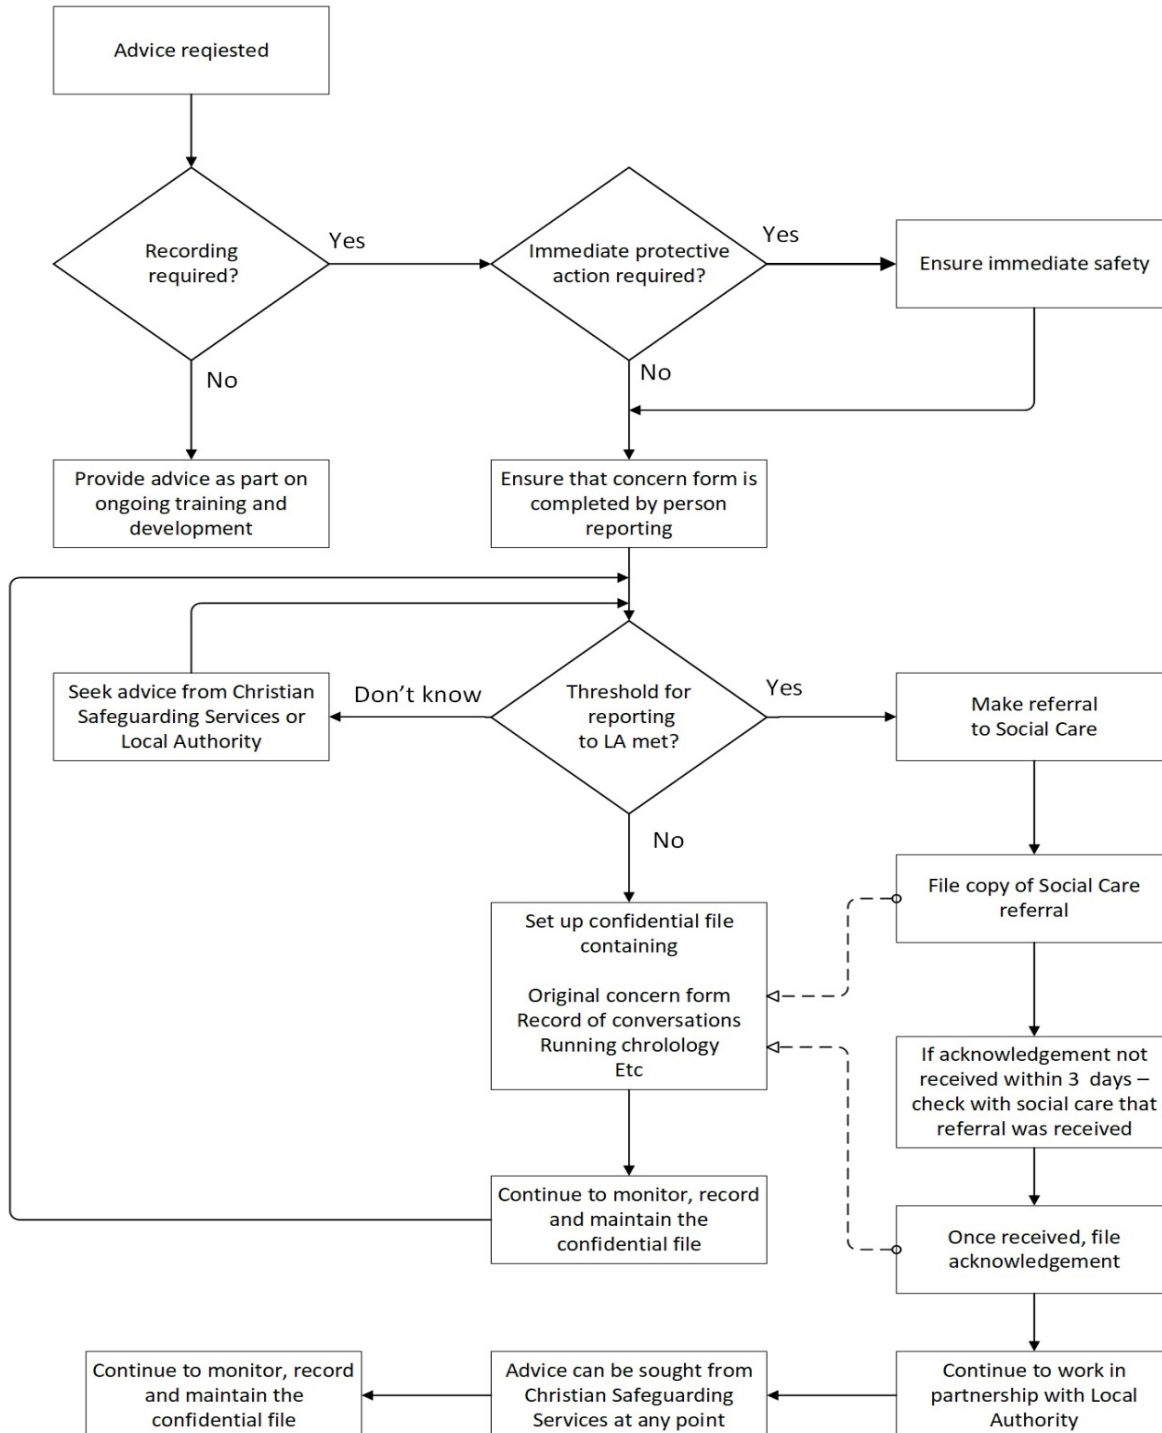 Advice reqiested
Recording
required?
Yes
Immediate protective
action required?
Yes
Ensure immediate safety
No
No
Provide advice as part on
ongoing training and
development
Ensure that concern form is
completed by person
reporting
Seek advice from Christian
Safeguarding Services or
Local Authority
Don’t know
Threshold for
reporting
to LA met?
Yes
Make referral
to Social Care
No
File copy of Social Care
referral
Set up confidential file
containing
Original concern form
Record of conversations
Running chrolology
Etc
If acknowledgement not
received within 3 days –
check with social care that
referral was received
Continue to monitor, record
and maintain the
confidential file
Once received, file
acknowledgement
Continue to monitor, record
and maintain the
confidential file
Advice can be sought from
Christian Safeguarding
Services at any point
Continue to work in
partnership with Local
Authority